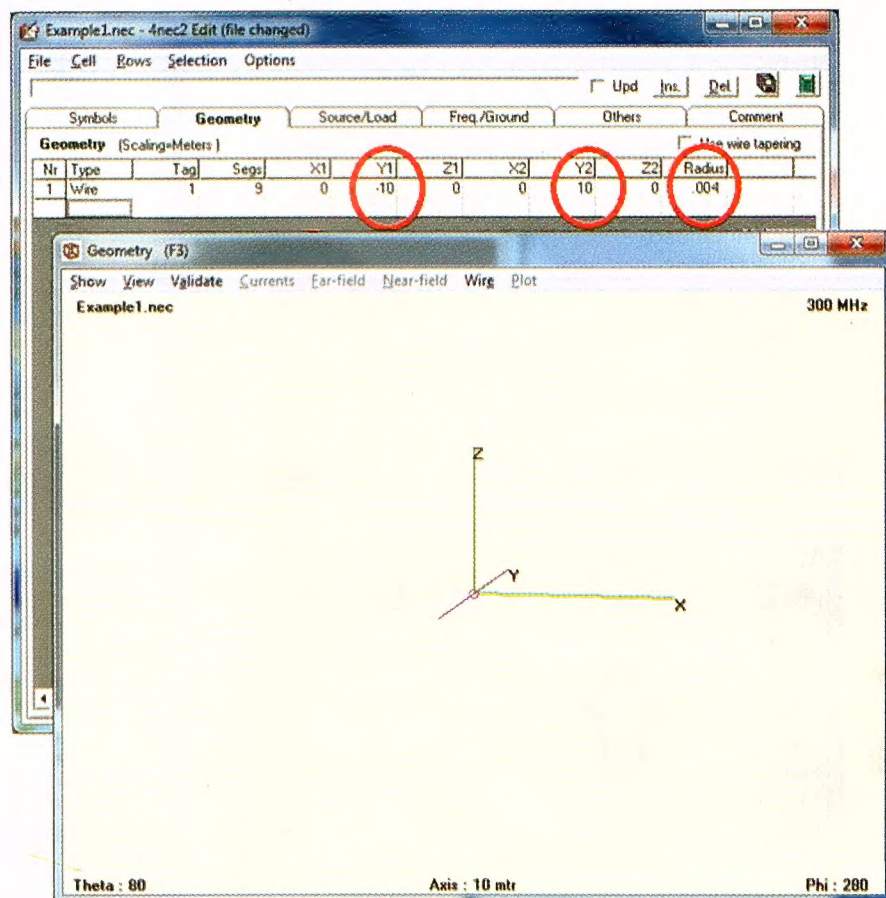 Example1.nec - 4nec2 Edit (file changed)
File Cell Rows Selection Options
Upd Ins. Del
Symbols Geometry Source/Load Freq./Ground Others Comment
Geometry (Scaling=Meters) Use wire tapering
Nr Type Tag Segs X1 Y1 Z1 X2 Y2 Z2 Radius
1 Wire 1 9 0 -10 0 0 10 0 .004
Geometry (F3)
Show View Validate Currents Far-field Near-field Wire Plot
Example1.nec 300 MHz
Z
Y
X
Theta : 80 Axis : 10 mtr Phi : 280